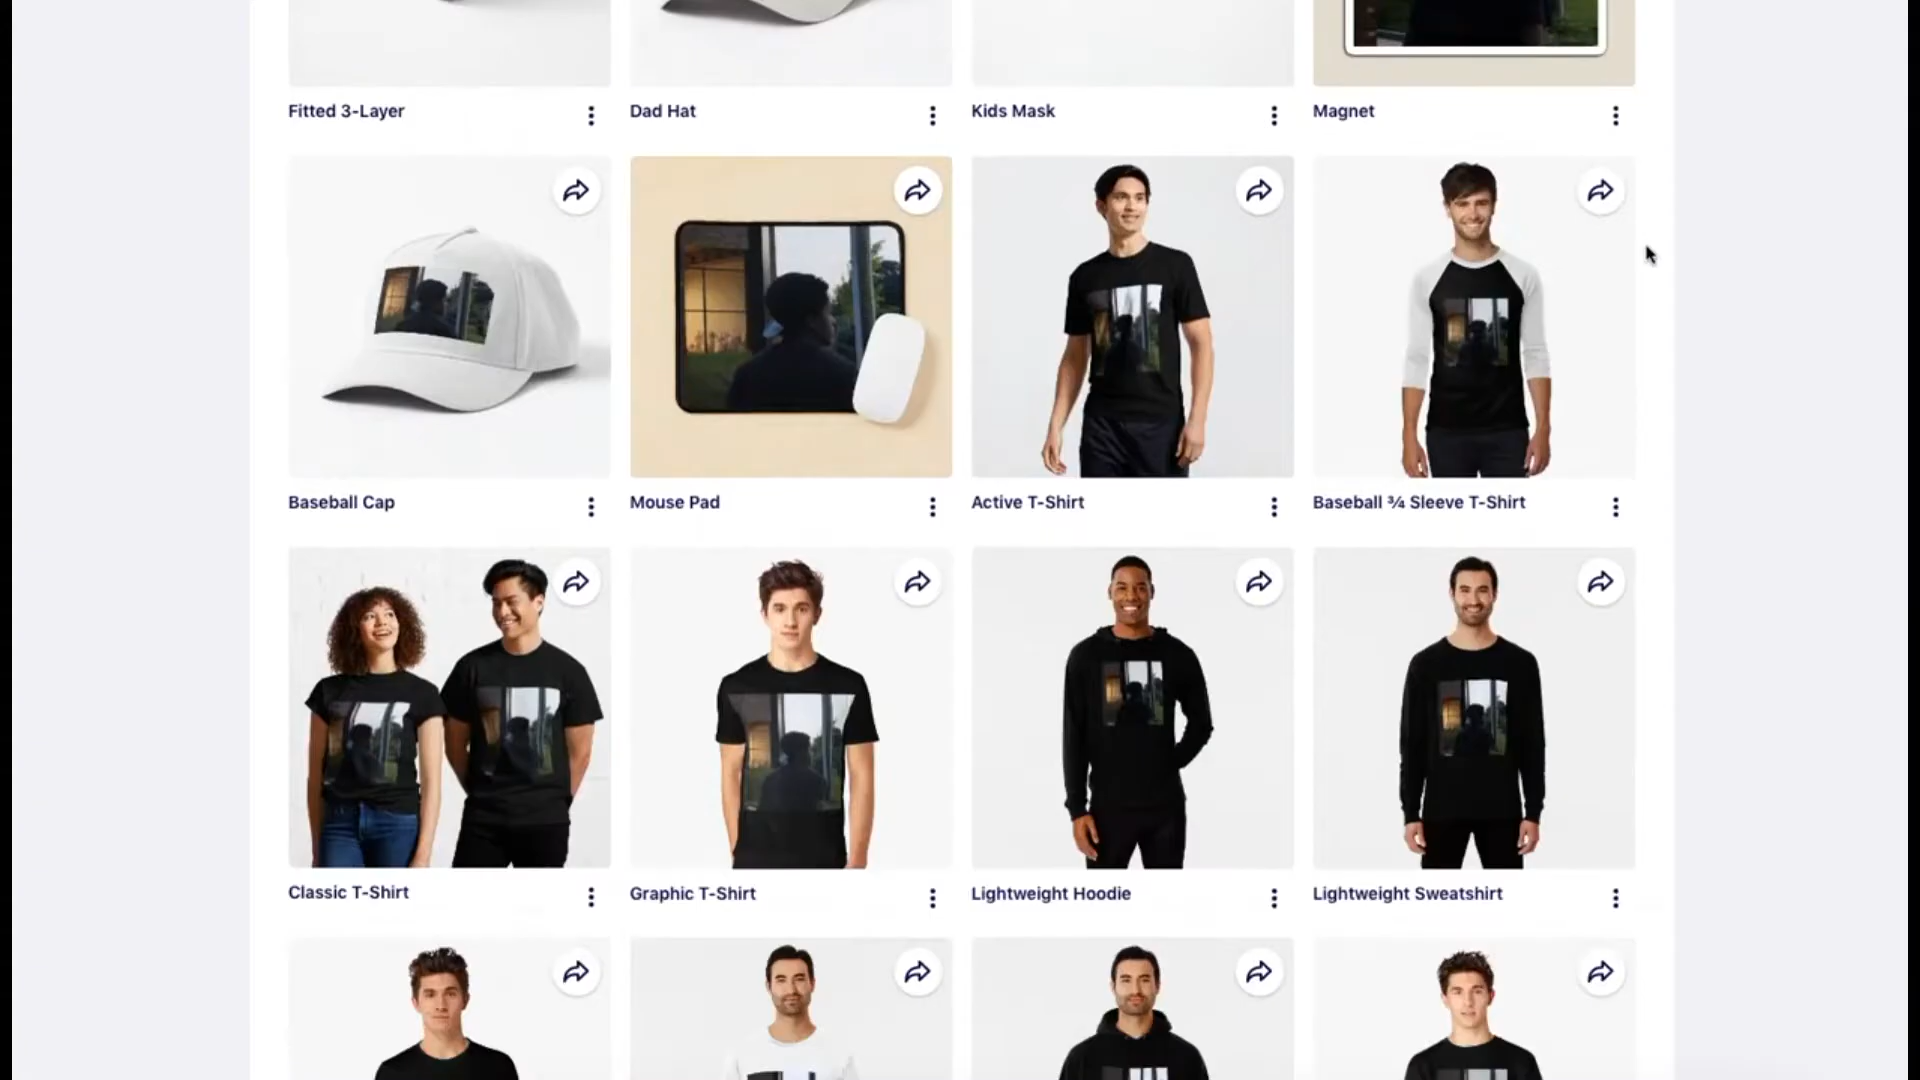 Fitted 3-Layer
Dad Hat
Kids Mask
Magnet
Baseball Cap
Mouse Pad
Active T-Shirt
Baseball ¾ Sleeve T-Shirt
Classic T-Shirt
Graphic T-Shirt
Lightweight Hoodie
Lightweight Sweatshirt